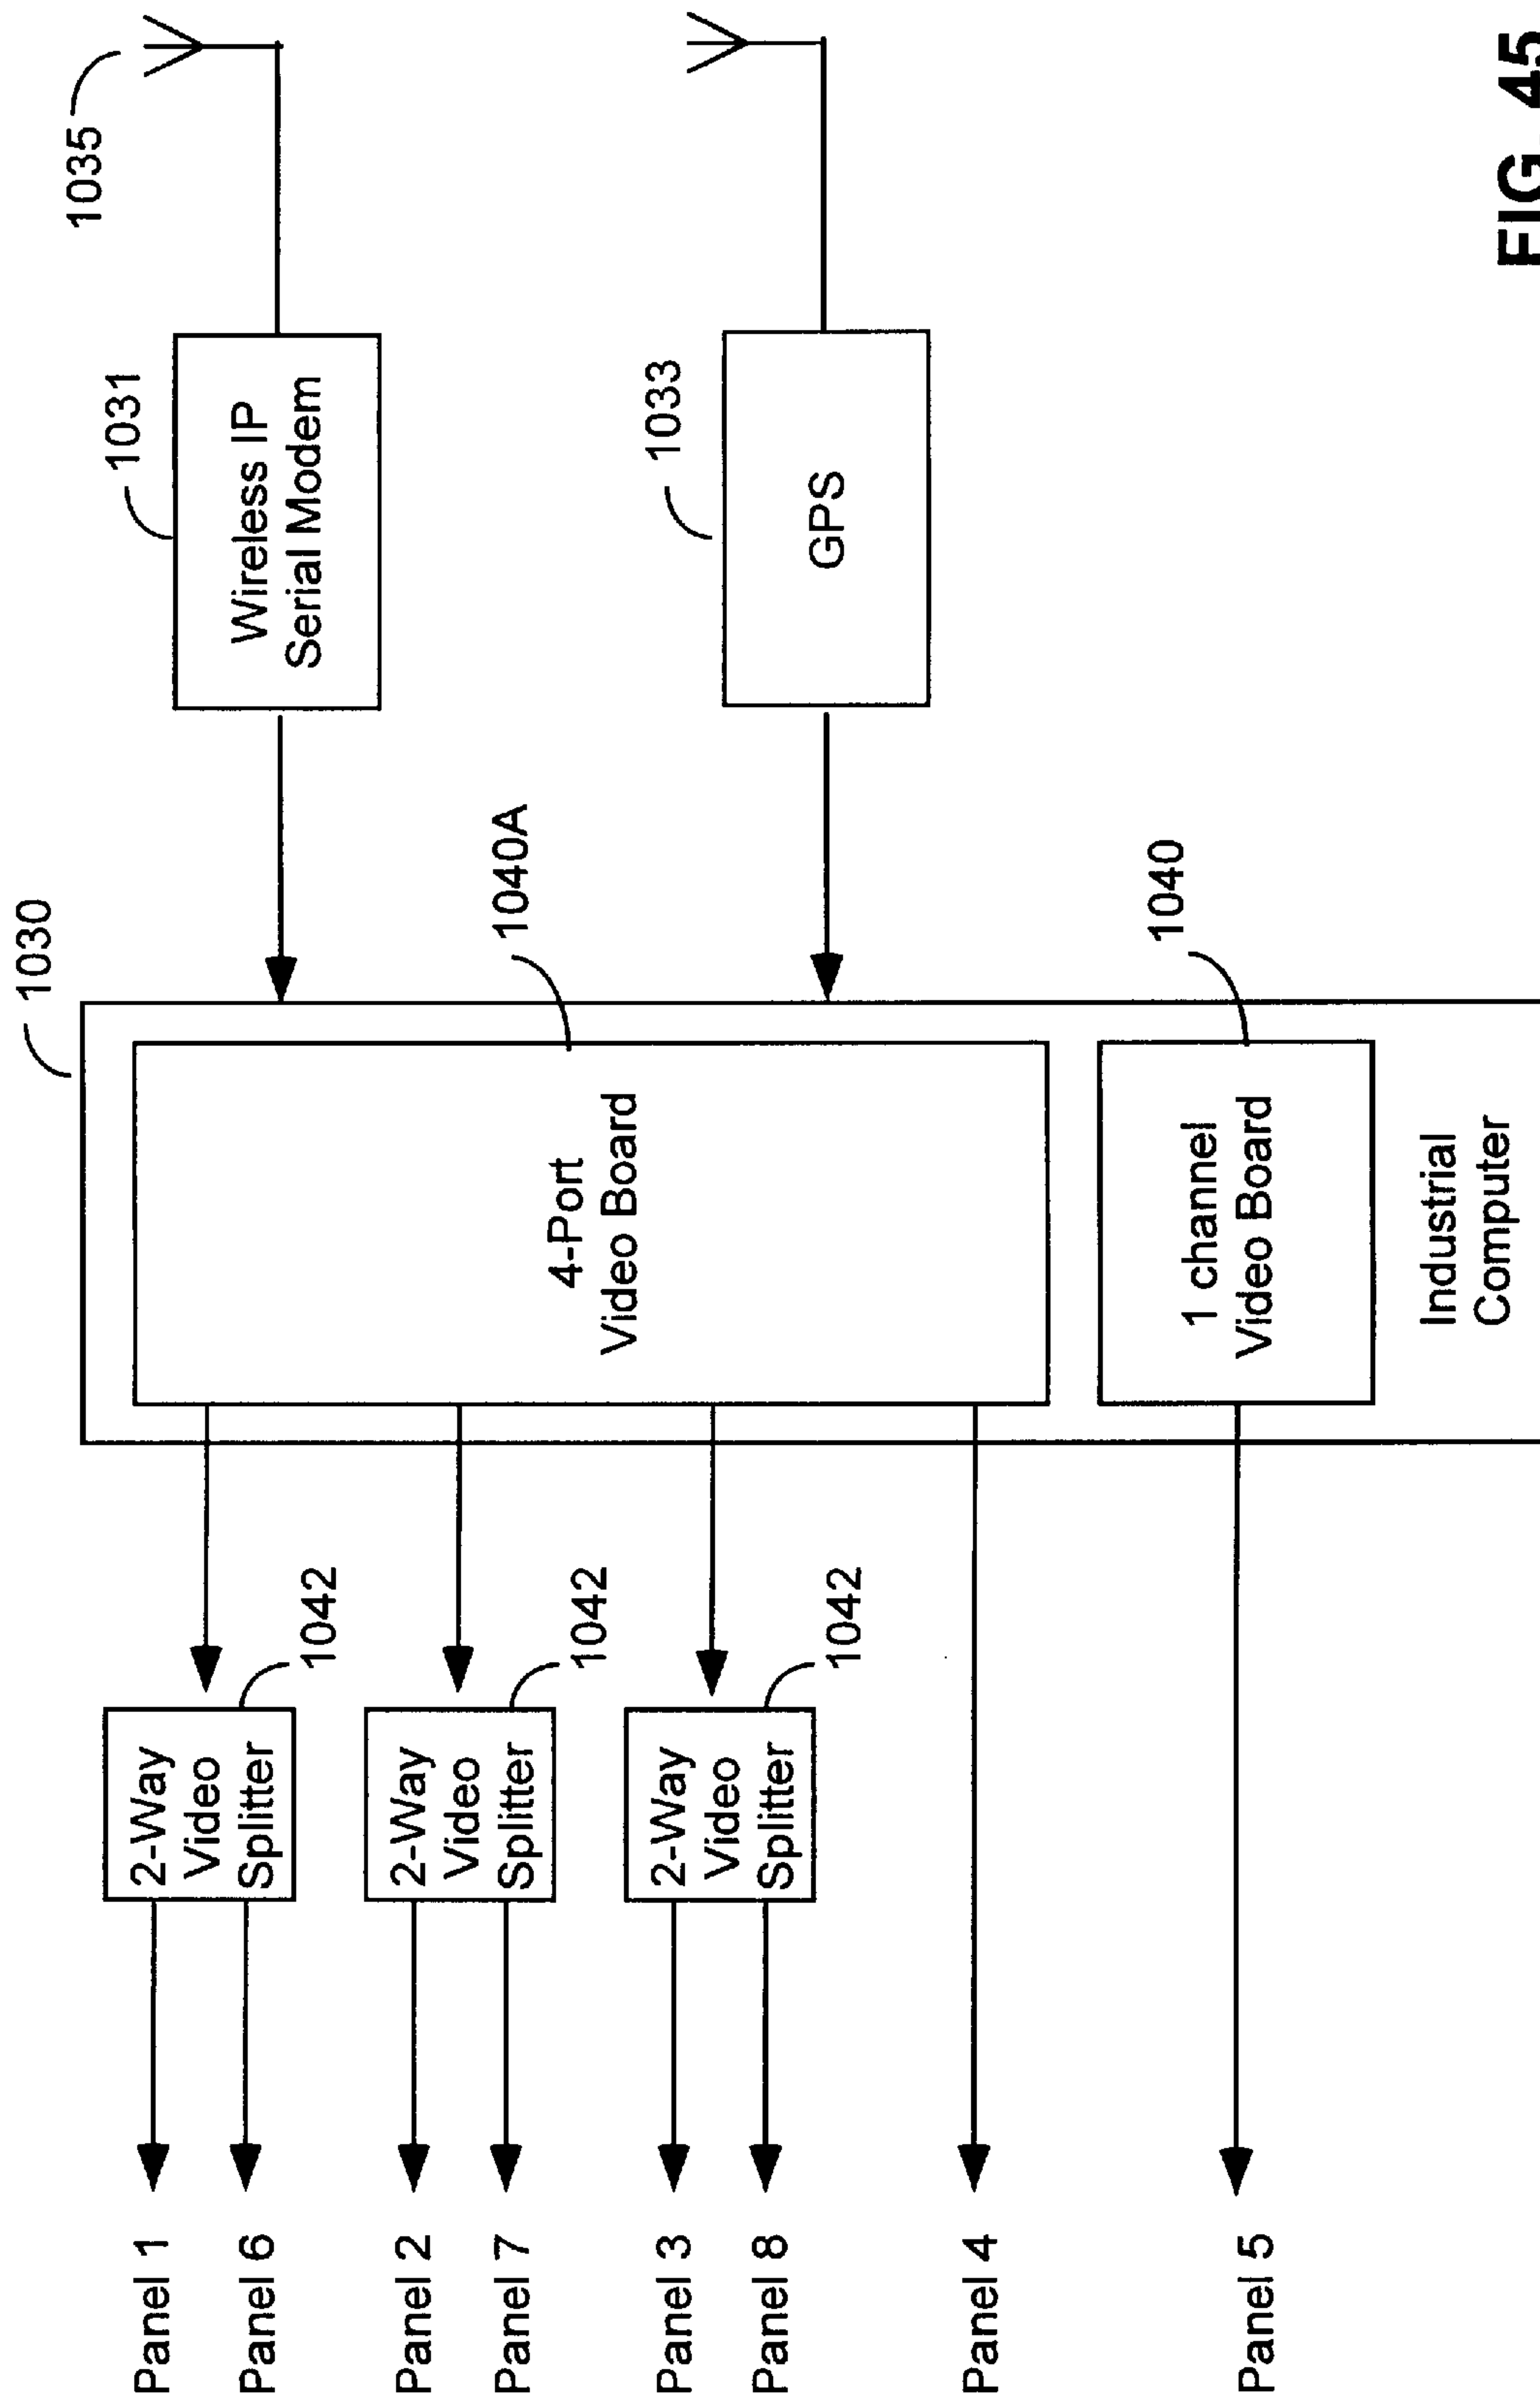 Panel 1
Panel 6
Panel 2
Panel 7
Panel 3
Panel 8
Panel 4
Panel 5
2-Way
Video
Splitter
1042
2-Way
Video
Splitter
1042
2-Way
Video
Splitter
1042
1030
4-Port
Video Board
1040A
1 channel
Video Board
1040
Industrial
Computer
Wireless IP
Serial Modem
1031
GPS
1033
1035
FIG. 45